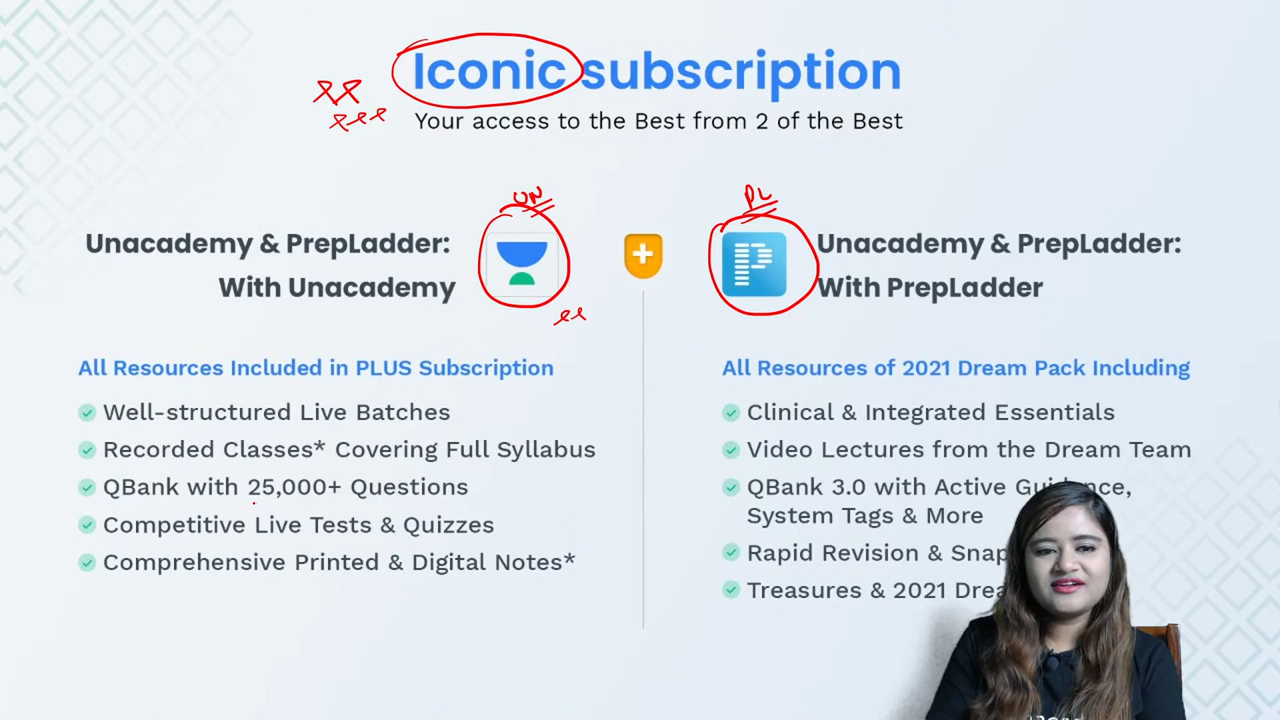 Iconic subscription
Your access to the Best from 2 of the Best
UN
PL
Unacademy & PrepLadder:
With Unacademy
Unacademy & PrepLadder:
With PrepLadder
All Resources Included in PLUS Subscription
Well-structured Live Batches
Recorded Classes* Covering Full Syllabus
QBank with 25,000+ Questions
Competitive Live Tests & Quizzes
Comprehensive Printed & Digital Notes*
All Resources of 2021 Dream Pack Including
Clinical & Integrated Essentials
Video Lectures from the Dream Team
QBank 3.0 with Active
System Tags & More
Rapid Revision &
Treasures & 2021